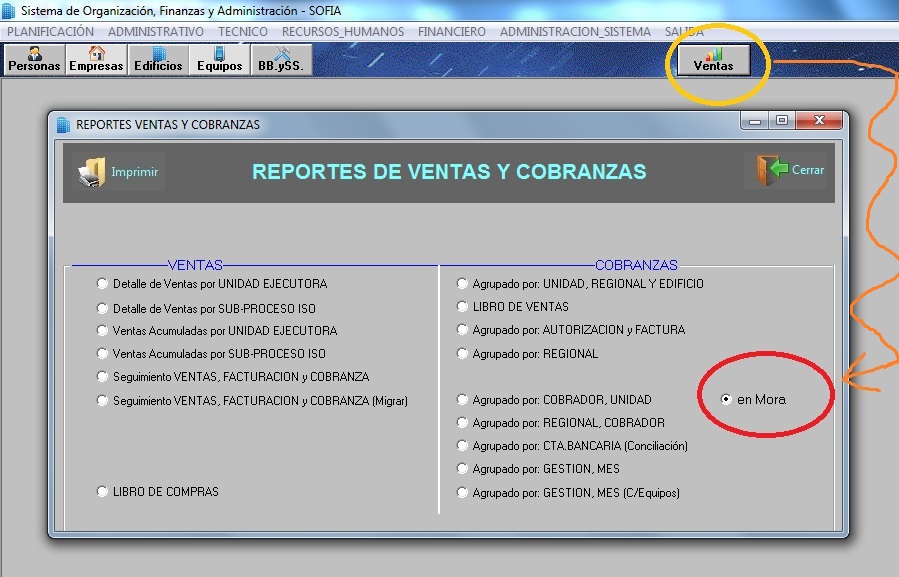 Sistema de Organización, Finanzas y Administración - SOFIA
PLANIFICACIÓN ADMINISTRATIVO TECNICO RECURSOS_HUMANOS FINANCIERO ADMINISTRACION_SISTEMA SALIDA
Personas Empresas Edificios Equipos BB.ySS. Ventas
REPORTES VENTAS Y COBRANZAS
Imprimir REPORTES DE VENTAS Y COBRANZAS Cerrar
VENTAS
Detalle de Ventas por UNIDAD EJECUTORA
Detalle de Ventas por SUB-PROCESO ISO
Ventas Acumuladas por UNIDAD EJECUTORA
Ventas Acumuladas por SUB-PROCESO ISO
Seguimiento VENTAS, FACTURACION y COBRANZA
Seguimiento VENTAS, FACTURACION y COBRANZA (Migrar)
LIBRO DE COMPRAS
COBRANZAS
Agrupado por: UNIDAD, REGIONAL Y EDIFICIO
LIBRO DE VENTAS
Agrupado por: AUTORIZACION y FACTURA
Agrupado por: REGIONAL
Agrupado por: COBRADOR, UNIDAD en Mora
Agrupado por: REGIONAL, COBRADOR
Agrupado por: CTA.BANCARIA (Conciliación)
Agrupado por: GESTION, MES
Agrupado por: GESTION, MES (C/Equipos)